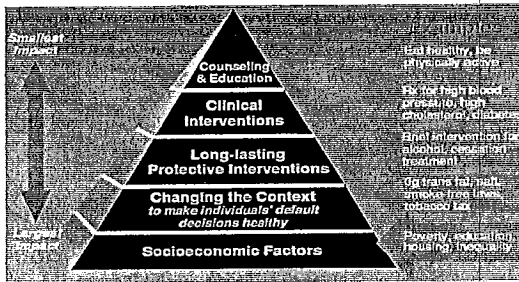 Smallest
Impact
Counseling
& Education
Eat healthy, be
physically active
Clinical
Interventions
Rx for high blood
pressure, high
cholesterol, diabetes
Long-lasting
Protective Interventions
Brief intervention for
alcohol, cessation
treatment
Changing the Context
to make individuals' default
decisions healthy
0g trans fat, salt,
smoke-free laws,
tobacco tax
Largest
Impact
Socioeconomic Factors
Poverty, education,
housing, inequality